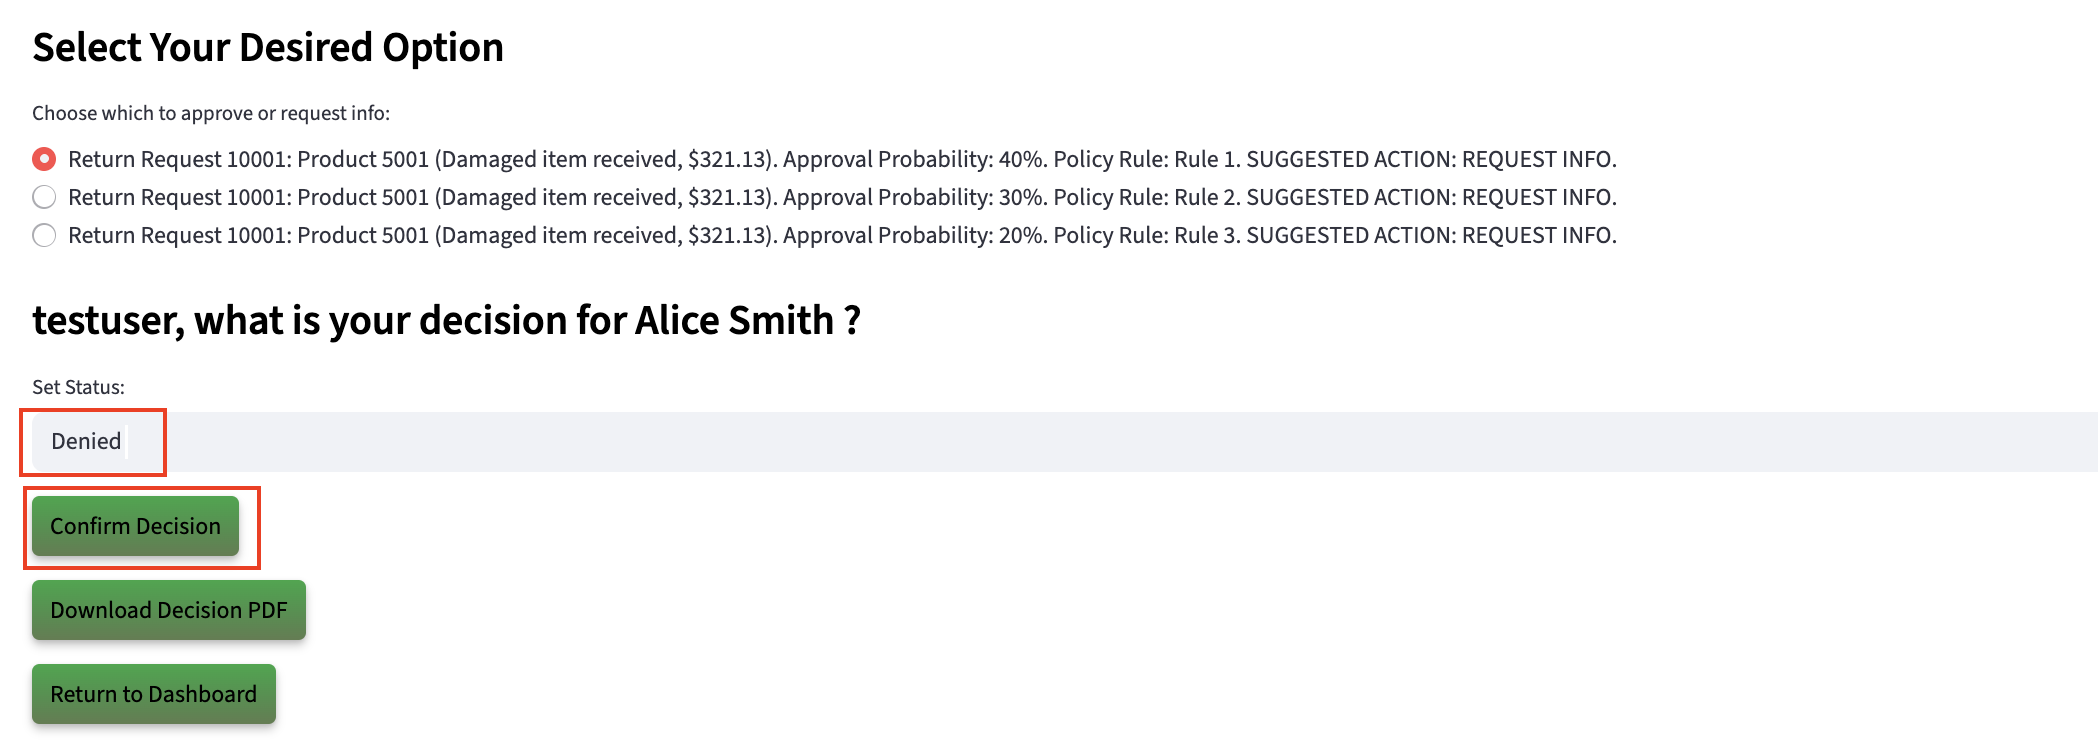 Select Your Desired Option
Choose which to approve or request info:
Return Request 10001: Product 5001 (Damaged item received, $321.13). Approval Probability: 40%. Policy Rule: Rule 1. SUGGESTED ACTION: REQUEST INFO.
Return Request 10001: Product 5001 (Damaged item received, $321.13). Approval Probability: 30%. Policy Rule: Rule 2. SUGGESTED ACTION: REQUEST INFO.
Return Request 10001: Product 5001 (Damaged item received, $321.13). Approval Probability: 20%. Policy Rule: Rule 3. SUGGESTED ACTION: REQUEST INFO.
testuser, what is your decision for Alice Smith ?
Set Status:
Denied
Confirm Decision
Download Decision PDF
Return to Dashboard